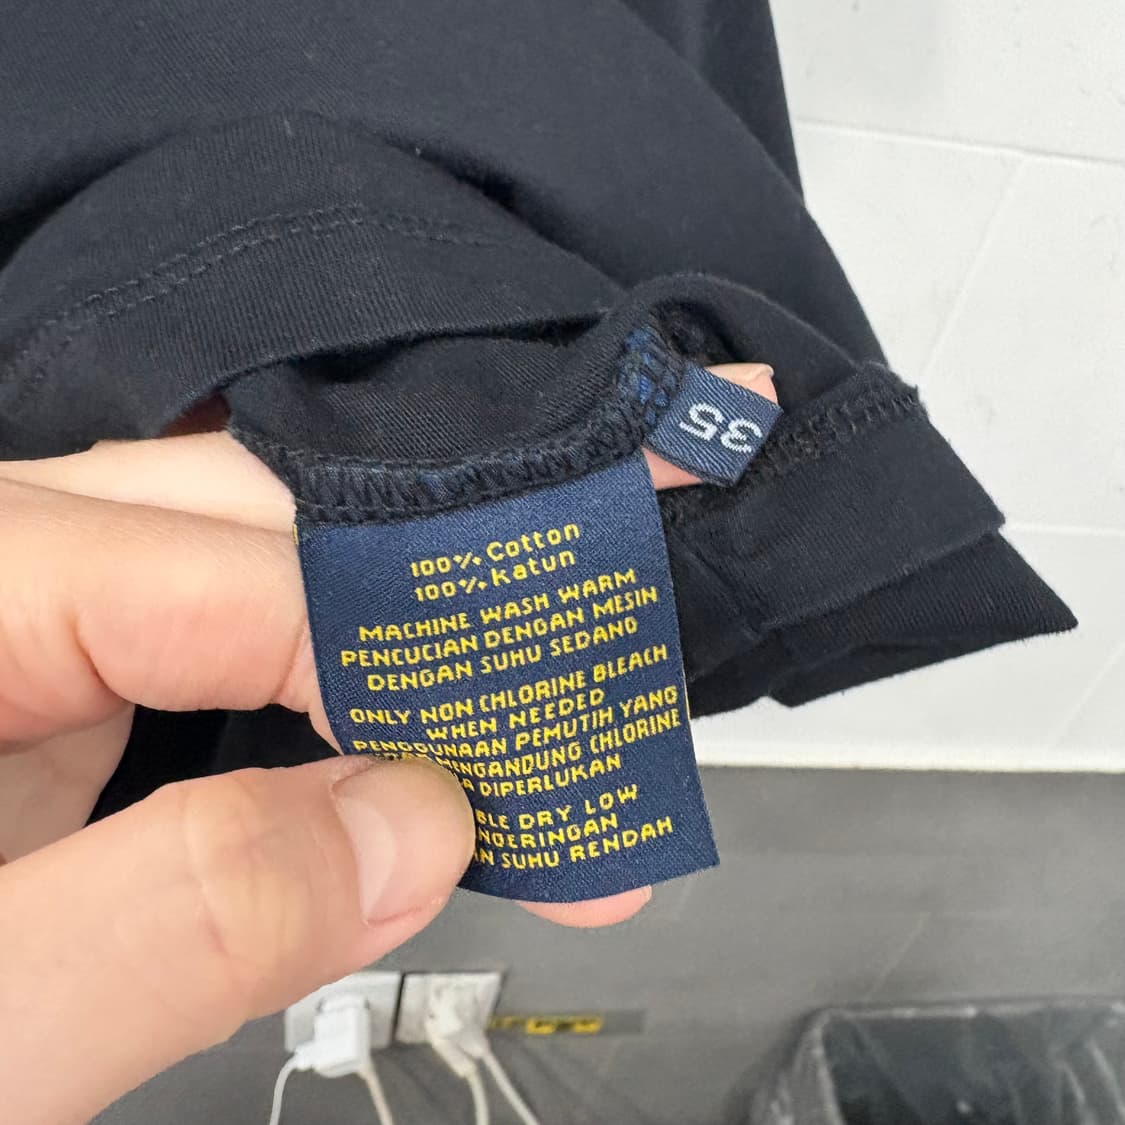 35
100% Cotton
100% Katun
MACHINE WASH WARM
PENCUCIAN DENGAN MESIN
DENGAN SUHU SEDANG
ONLY NON CHLORINE BLEACH
WHEN NEEDED
PENGGUNAAN PEMUTIH YANG
MENGANDUNG CHLORINE
DIPERLUKAN
DRY LOW
SUHU RENDAH